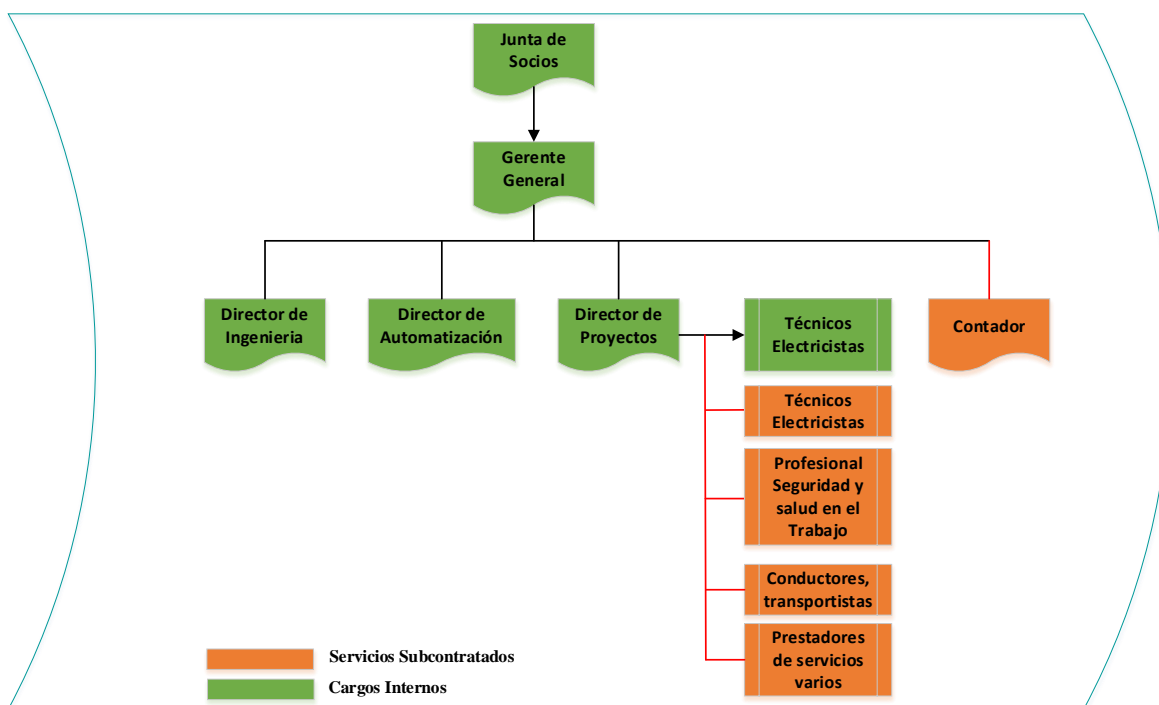 Junta de
Socios
Gerente
General
Director de
Ingenieria
Director de
Automatización
Director de
Proyectos
Técnicos
Electricistas
Contador
Técnicos
Electricistas
Profesional
Seguridad y
salud en el
Trabajo
Conductores,
transportistas
Prestadores
de servicios
varios
Servicios Subcontratados
Cargos Internos